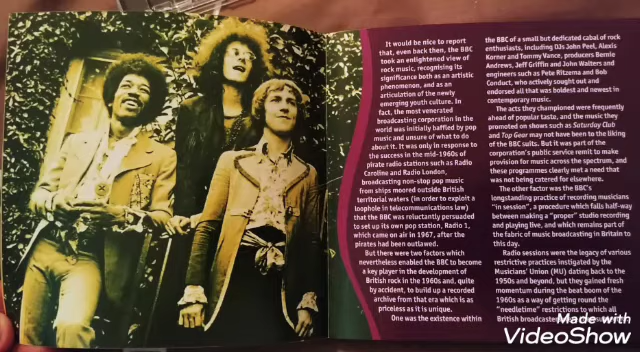 It would be nice to report
that, even back then, the BBC
took an enlightened view of
rock music, recognising its
significance both as an artistic
phenomenon, and as an
articulation of the newly
emerging youth culture. In
fact, the most venerated
broadcasting corporation in the
world was initially baffled by pop
music and unsure of what to do
about it. It was only in response
to the success in the mid-1960s of
pirate radio stations such as Radio
Caroline and Radio London,
broadcasting non-stop pop music
from ships moored outside British
territorial waters (in order to exploit a
loophole in telecommunications law)
that the BBC was reluctantly persuaded
to set up its own pop station, Radio 1,
which came on air in 1967, after the
pirates had been outlawed.
But there were two factors which
nevertheless enabled the BBC to become
a key player in the development of
British rock in the 1960s and, quite
by accident, to build up a recorded
archive from that era which is as
priceless as it is unique.
One was the existence within
the BBC of a small but dedicated cabal of rock
enthusiasts, including DJs John Peel, Alexis
Korner and Tommy Vance, producers Bernie
Andrews, Jeff Griffin and John Walters and
engineers such as Pete Ritzema and Bob
Conduct, who actively sought out and
endorsed all that was boldest and newest in
contemporary music.
The acts they championed were frequently
ahead of popular taste, and the music they
promoted on shows such as Saturday Club
and Top Gear may not have been to the liking
of the BBC suits. But it was part of the
corporation's public service remit to make
provision for music across the spectrum, and
these programmes clearly met a need that
was not being catered for elsewhere.
The other factor was the BBC's
longstanding practice of recording musicians
"in session", a procedure which falls half-way
between making a "proper" studio recording
and playing live, and which remains part of
the fabric of music broadcasting in Britain to
this day.
Radio sessions were the legacy of various
restrictive practices instigated by the
Musicians' Union (MU) dating back to the
1950s and beyond, but they gained fresh
momentum during the beat boom of the
1960s as a way of getting round the
"needletime" restrictions to which all
British
Made with
VideoShow